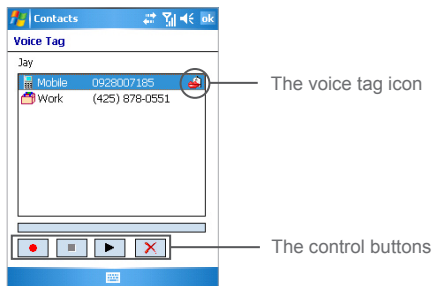 Contacts
ok
Voice Tag
Jay
Mobile 0928007185
The voice tag icon
Work (425) 878-0551
The control buttons